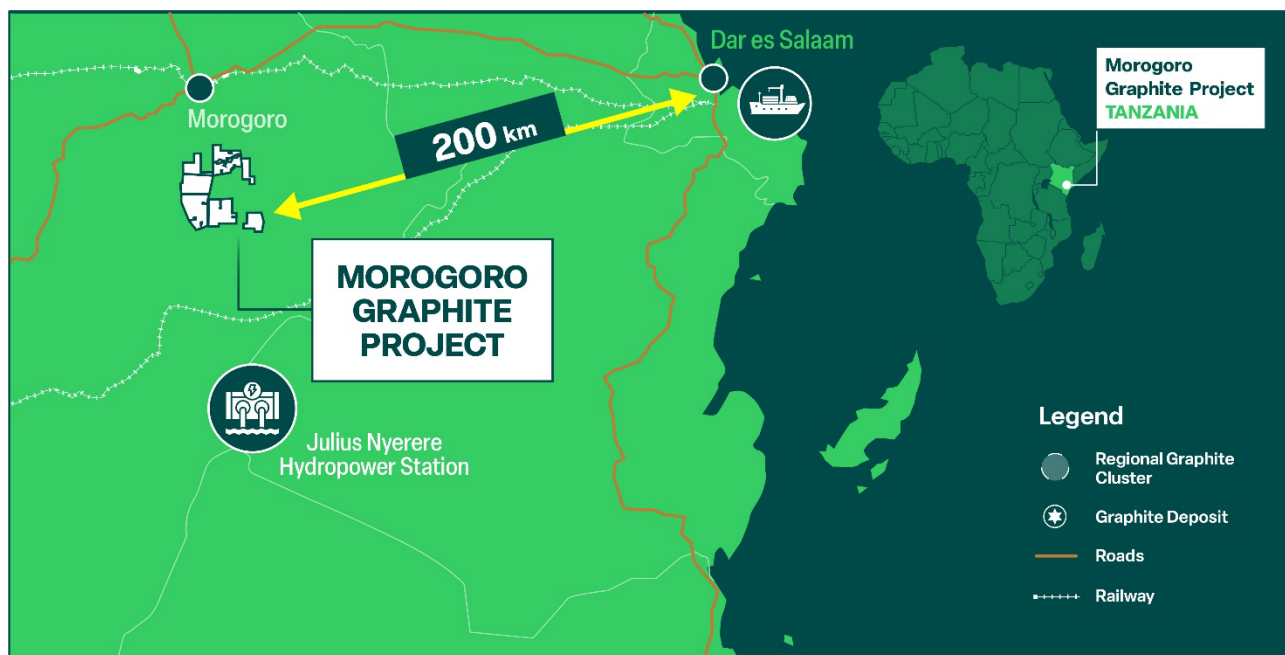 Dar es Salaam
Morogoro
Graphite Project
TANZANIA
Morogoro
200 km
MOROGORO
GRAPHITE
PROJECT
Julius Nyerere
Hydropower Station
Legend
Regional Graphite
Cluster
Graphite Deposit
Roads
Railway